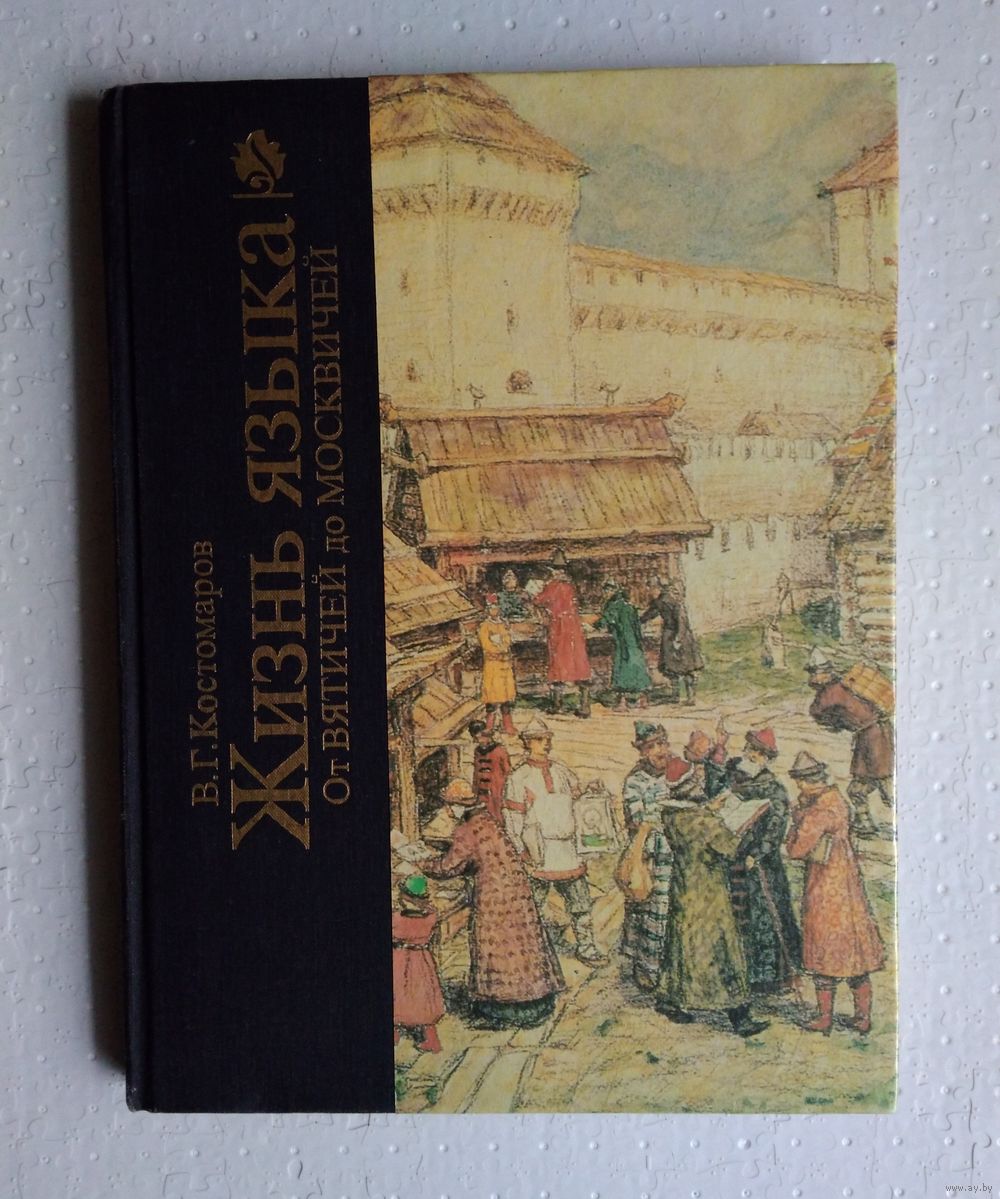 В.Г.Костомаров
Жизнь языка
От вятичей до москвичей
www.ay.by